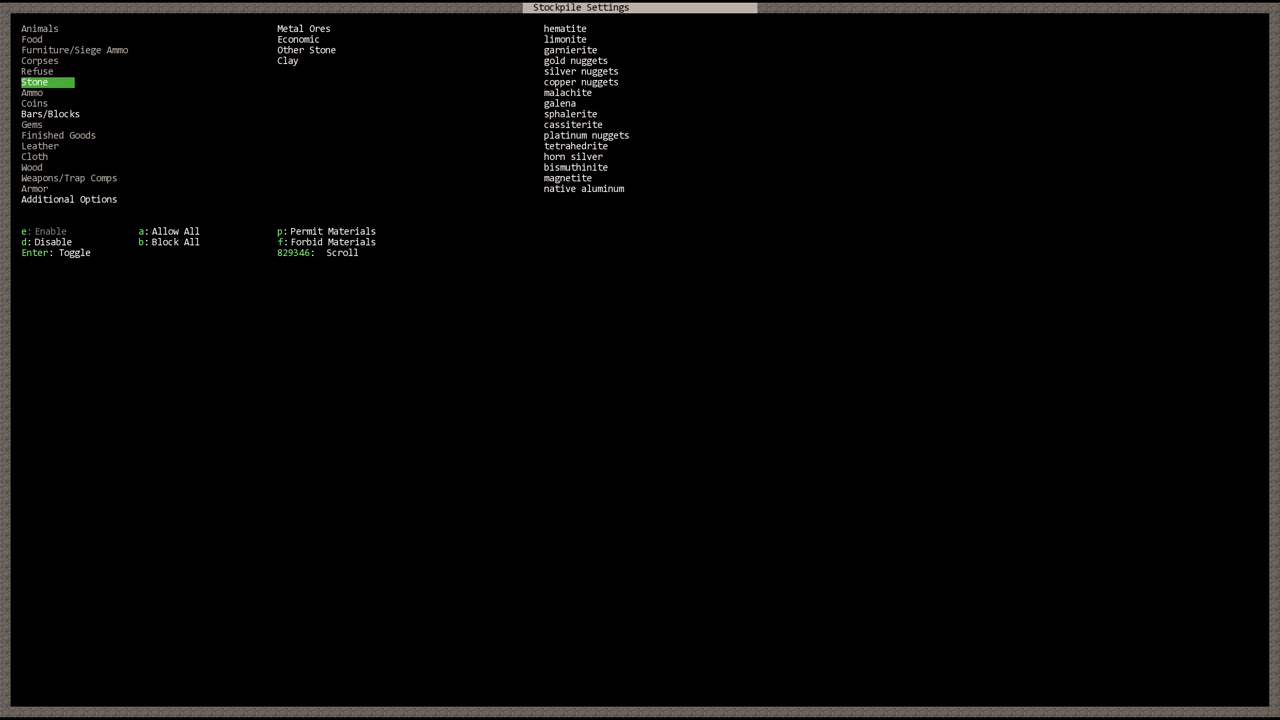 Stockpile Settings
Animals
Food
Furniture/Siege Ammo
Corpses
Refuse
Stone
Ammo
Coins
Bars/Blocks
Gems
Finished Goods
Leather
Cloth
Wood
Weapons/Trap Comps
Armor
Additional Options
Metal Ores
Economic
Other Stone
Clay
hematite
limonite
garnierite
gold nuggets
silver nuggets
copper nuggets
malachite
galena
sphalerite
cassiterite
platinum nuggets
tetrahedrite
horn silver
bismuthinite
magnetite
native aluminum
e: Enable a: Allow All p: Permit Materials
d: Disable b: Block All f: Forbid Materials
Enter: Toggle 829346: Scroll